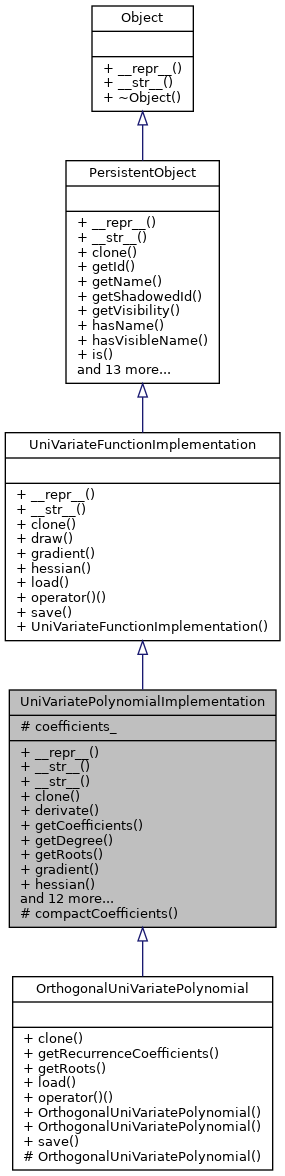 Object
+ __repr__()
+ __str__()
+ ~Object()
PersistentObject
+ __repr__()
+ __str__()
+ clone()
+ getId()
+ getName()
+ getShadowedId()
+ getVisibility()
+ hasName()
+ hasVisibleName()
+ is()
and 13 more...
UniVariateFunctionImplementation
+ __repr__()
+ __str__()
+ clone()
+ draw()
+ gradient()
+ hessian()
+ load()
+ operator()()
+ save()
+ UniVariateFunctionImplementation()
UniVariatePolynomialImplementation
# coefficients_
+ __repr__()
+ __str__()
+ __str__()
+ clone()
+ derivate()
+ getCoefficients()
+ getDegree()
+ getRoots()
+ gradient()
+ hessian()
and 12 more...
# compactCoefficients()
OrthogonalUniVariatePolynomial
+ clone()
+ getRecurrenceCoefficients()
+ getRoots()
+ load()
+ operator()()
+ OrthogonalUniVariatePolynomial()
+ OrthogonalUniVariatePolynomial()
+ save()
# OrthogonalUniVariatePolynomial()